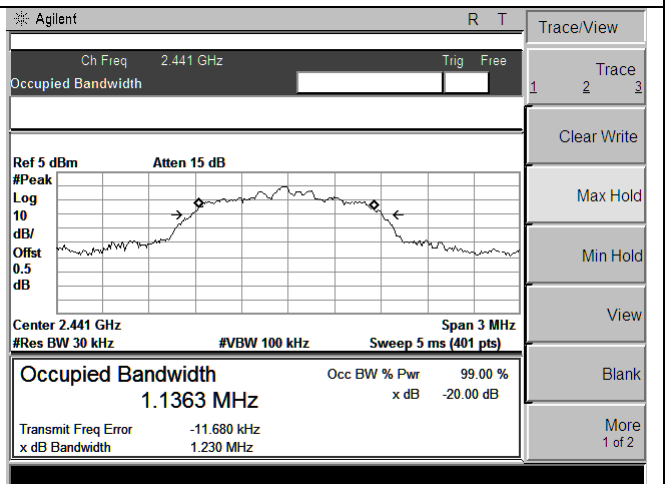 Agilent R T Trace/View
Ch Freq 2.441 GHz Trig Free
Occupied Bandwidth
Trace
1 2 3
Clear Write
Max Hold
Min Hold
View
Blank
More
1 of 2
Ref 5 dBm Atten 15 dB
#Peak
Log
10
dB/
Offst
0.5
dB
Center 2.441 GHz Span 3 MHz
#Res BW 30 kHz #VBW 100 kHz Sweep 5 ms (401 pts)
Occupied Bandwidth Occ BW % Pwr 99.00 %
1.1363 MHz x dB -20.00 dB
Transmit Freq Error -11.680 kHz
x dB Bandwidth 1.230 MHz